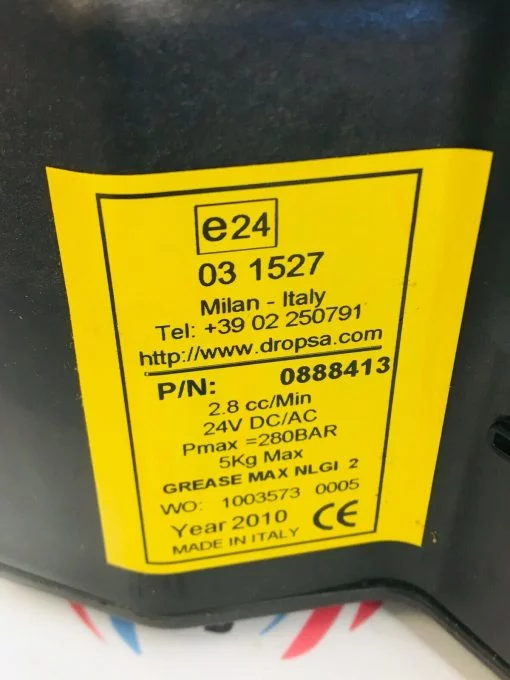 e24
03 1527
Milan - Italy
Tel: +39 02 250791
http://www.dropsa.com
P/N: 0888413
2.8 cc/Min
24V DC/AC
Pmax =280BAR
5Kg Max
GREASE MAX NLGI 2
WO: 1003573 0005
Year 2010 CE
MADE IN ITALY